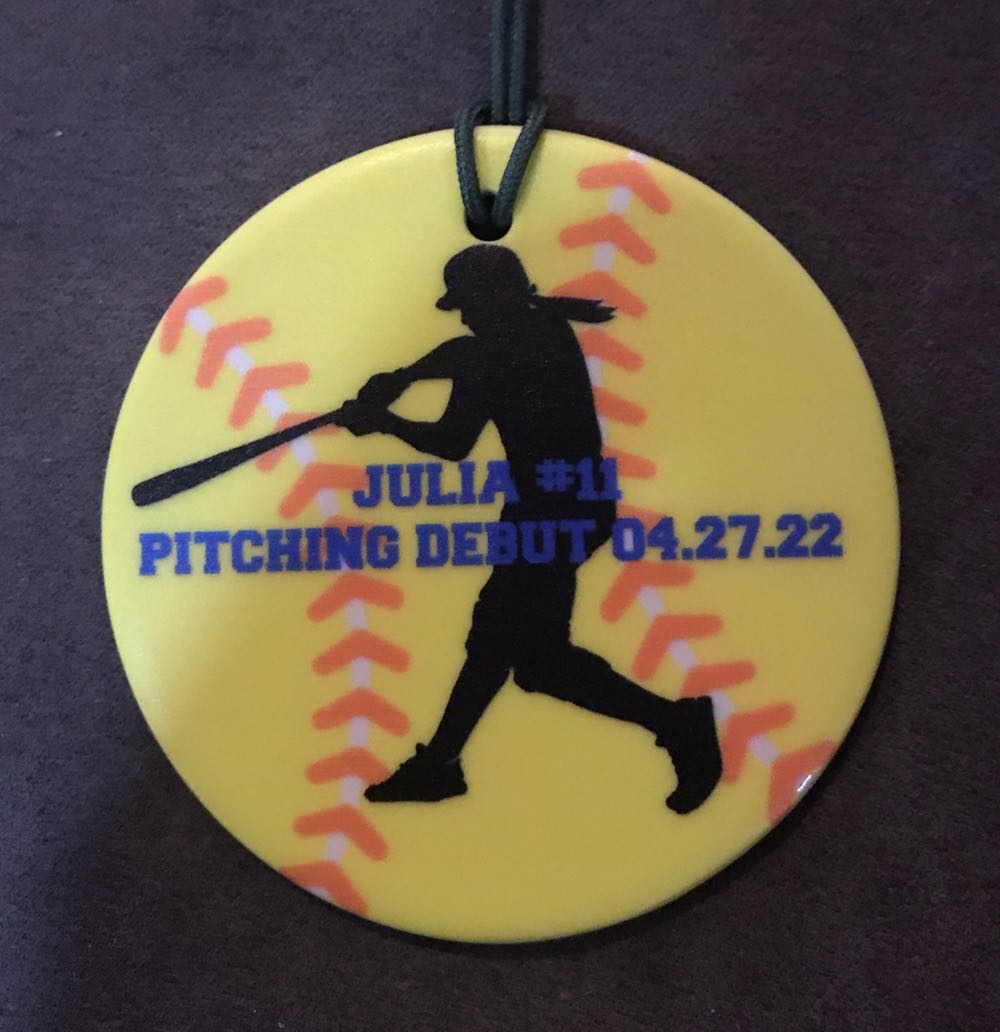 JULIA #11
PITCHING DEBUT 04.27.22